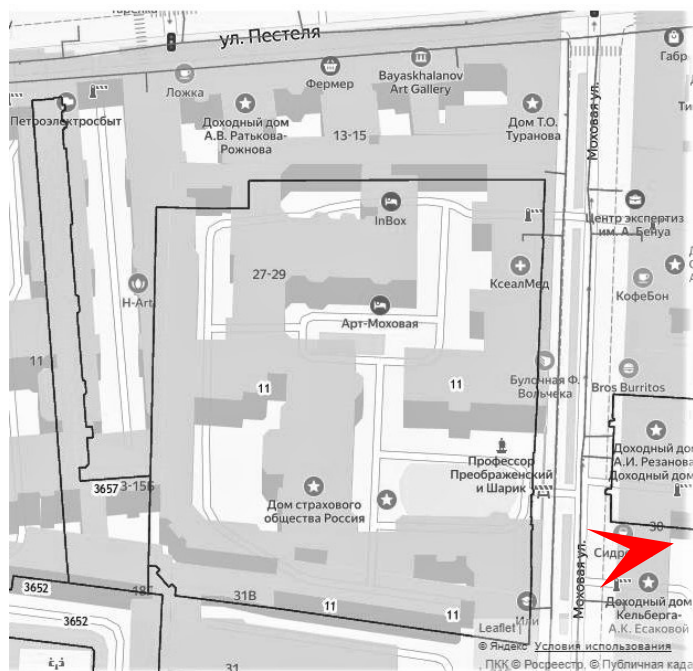 ул. Пестеля
Габр
Ложка
Фермер
Bayaskhalanov
Art Gallery
Петроэлектросбыт
Доходный дом
А.В. Ратькова-
Рожнова
13-15
Дом Т.О.
Туранова
Моховая ул.
InBox
Центр экспертиз
им. А. Бенуа
27-29
КсеалМед
КофеБон
H-Art
Арт-Моховая
11
11
11
Булочная Ф.
Вольчека
Bros Burritos
Профессор
Преображенский
и Шарик
Доходный дом
А.И. Резанова
Доходный дом
3657
3-15Б
Дом страхового
общества Россия
30
Сидр
Моховая ул.
3652
3652
31В
11
11
Или
Доходный дом
Кельберга-
А.К. Есаковой
Leaflet |
© Яндекс Условия использования
31
, ПКК © Росреестр, © Публичная када